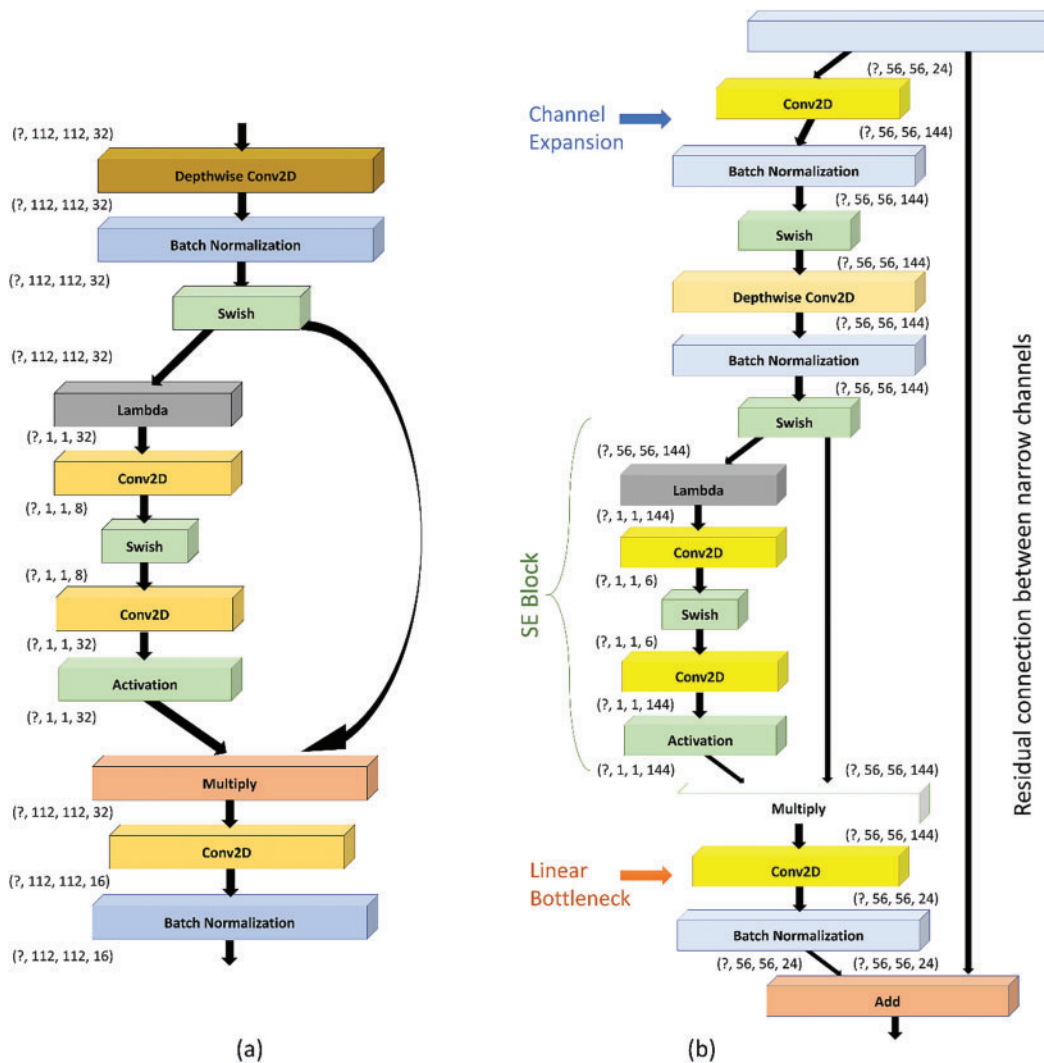 (?, 112, 112, 32)
Depthwise Conv2D
(?, 112, 112, 32)
Batch Normalization
(?, 112, 112, 32)
Swish
(?, 112, 112, 32)
Lambda
(?, 1, 1, 32)
Conv2D
(?, 1, 1, 8)
Swish
(?, 1, 1, 8)
Conv2D
(?, 1, 1, 32)
Activation
(?, 1, 1, 32)
Multiply
(?, 112, 112, 32)
Conv2D
(?, 112, 112, 16)
Batch Normalization
(?, 112, 112, 16)
(a)
(?, 56, 56, 24)
Conv2D
Channel
Expansion
(?, 56, 56, 144)
Batch Normalization
(?, 56, 56, 144)
Swish
(?, 56, 56, 144)
Depthwise Conv2D
(?, 56, 56, 144)
Batch Normalization
(?, 56, 56, 144)
Swish
(?, 56, 56, 144)
Lambda
(?, 1, 1, 144)
Conv2D
(?, 1, 1, 6)
Swish
(?, 1, 1, 6)
Conv2D
(?, 1, 1, 144)
Activation
(?, 1, 1, 144)
SE Block
(?, 56, 56, 144)
Multiply
(?, 56, 56, 144)
Conv2D
Linear
Bottleneck
(?, 56, 56, 24)
Batch Normalization
(?, 56, 56, 24)
(?, 56, 56, 24)
Add
Residual connection between narrow channels
(b)